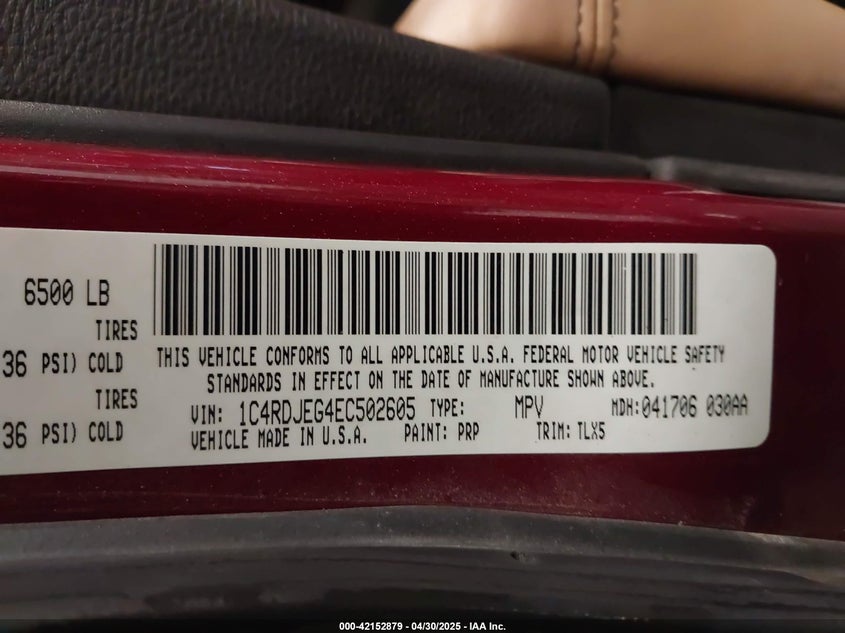 6500 LB
TIRES
36 PSI) COLD
TIRES
36 PSI) COLD
THIS VEHICLE CONFORMS TO ALL APPLICABLE U.S.A. FEDERAL MOTOR VEHICLE SAFETY
STANDARDS IN EFFECT ON THE DATE OF MANUFACTURE SHOWN ABOVE.
VIN: 1C4RDJEG4EC502605 TYPE: MPV MDH:041706 030AA
VEHICLE MADE IN U.S.A. PAINT: PRP TRIM: TLX5
000-42152879 - 04/30/2025 - IAA Inc.